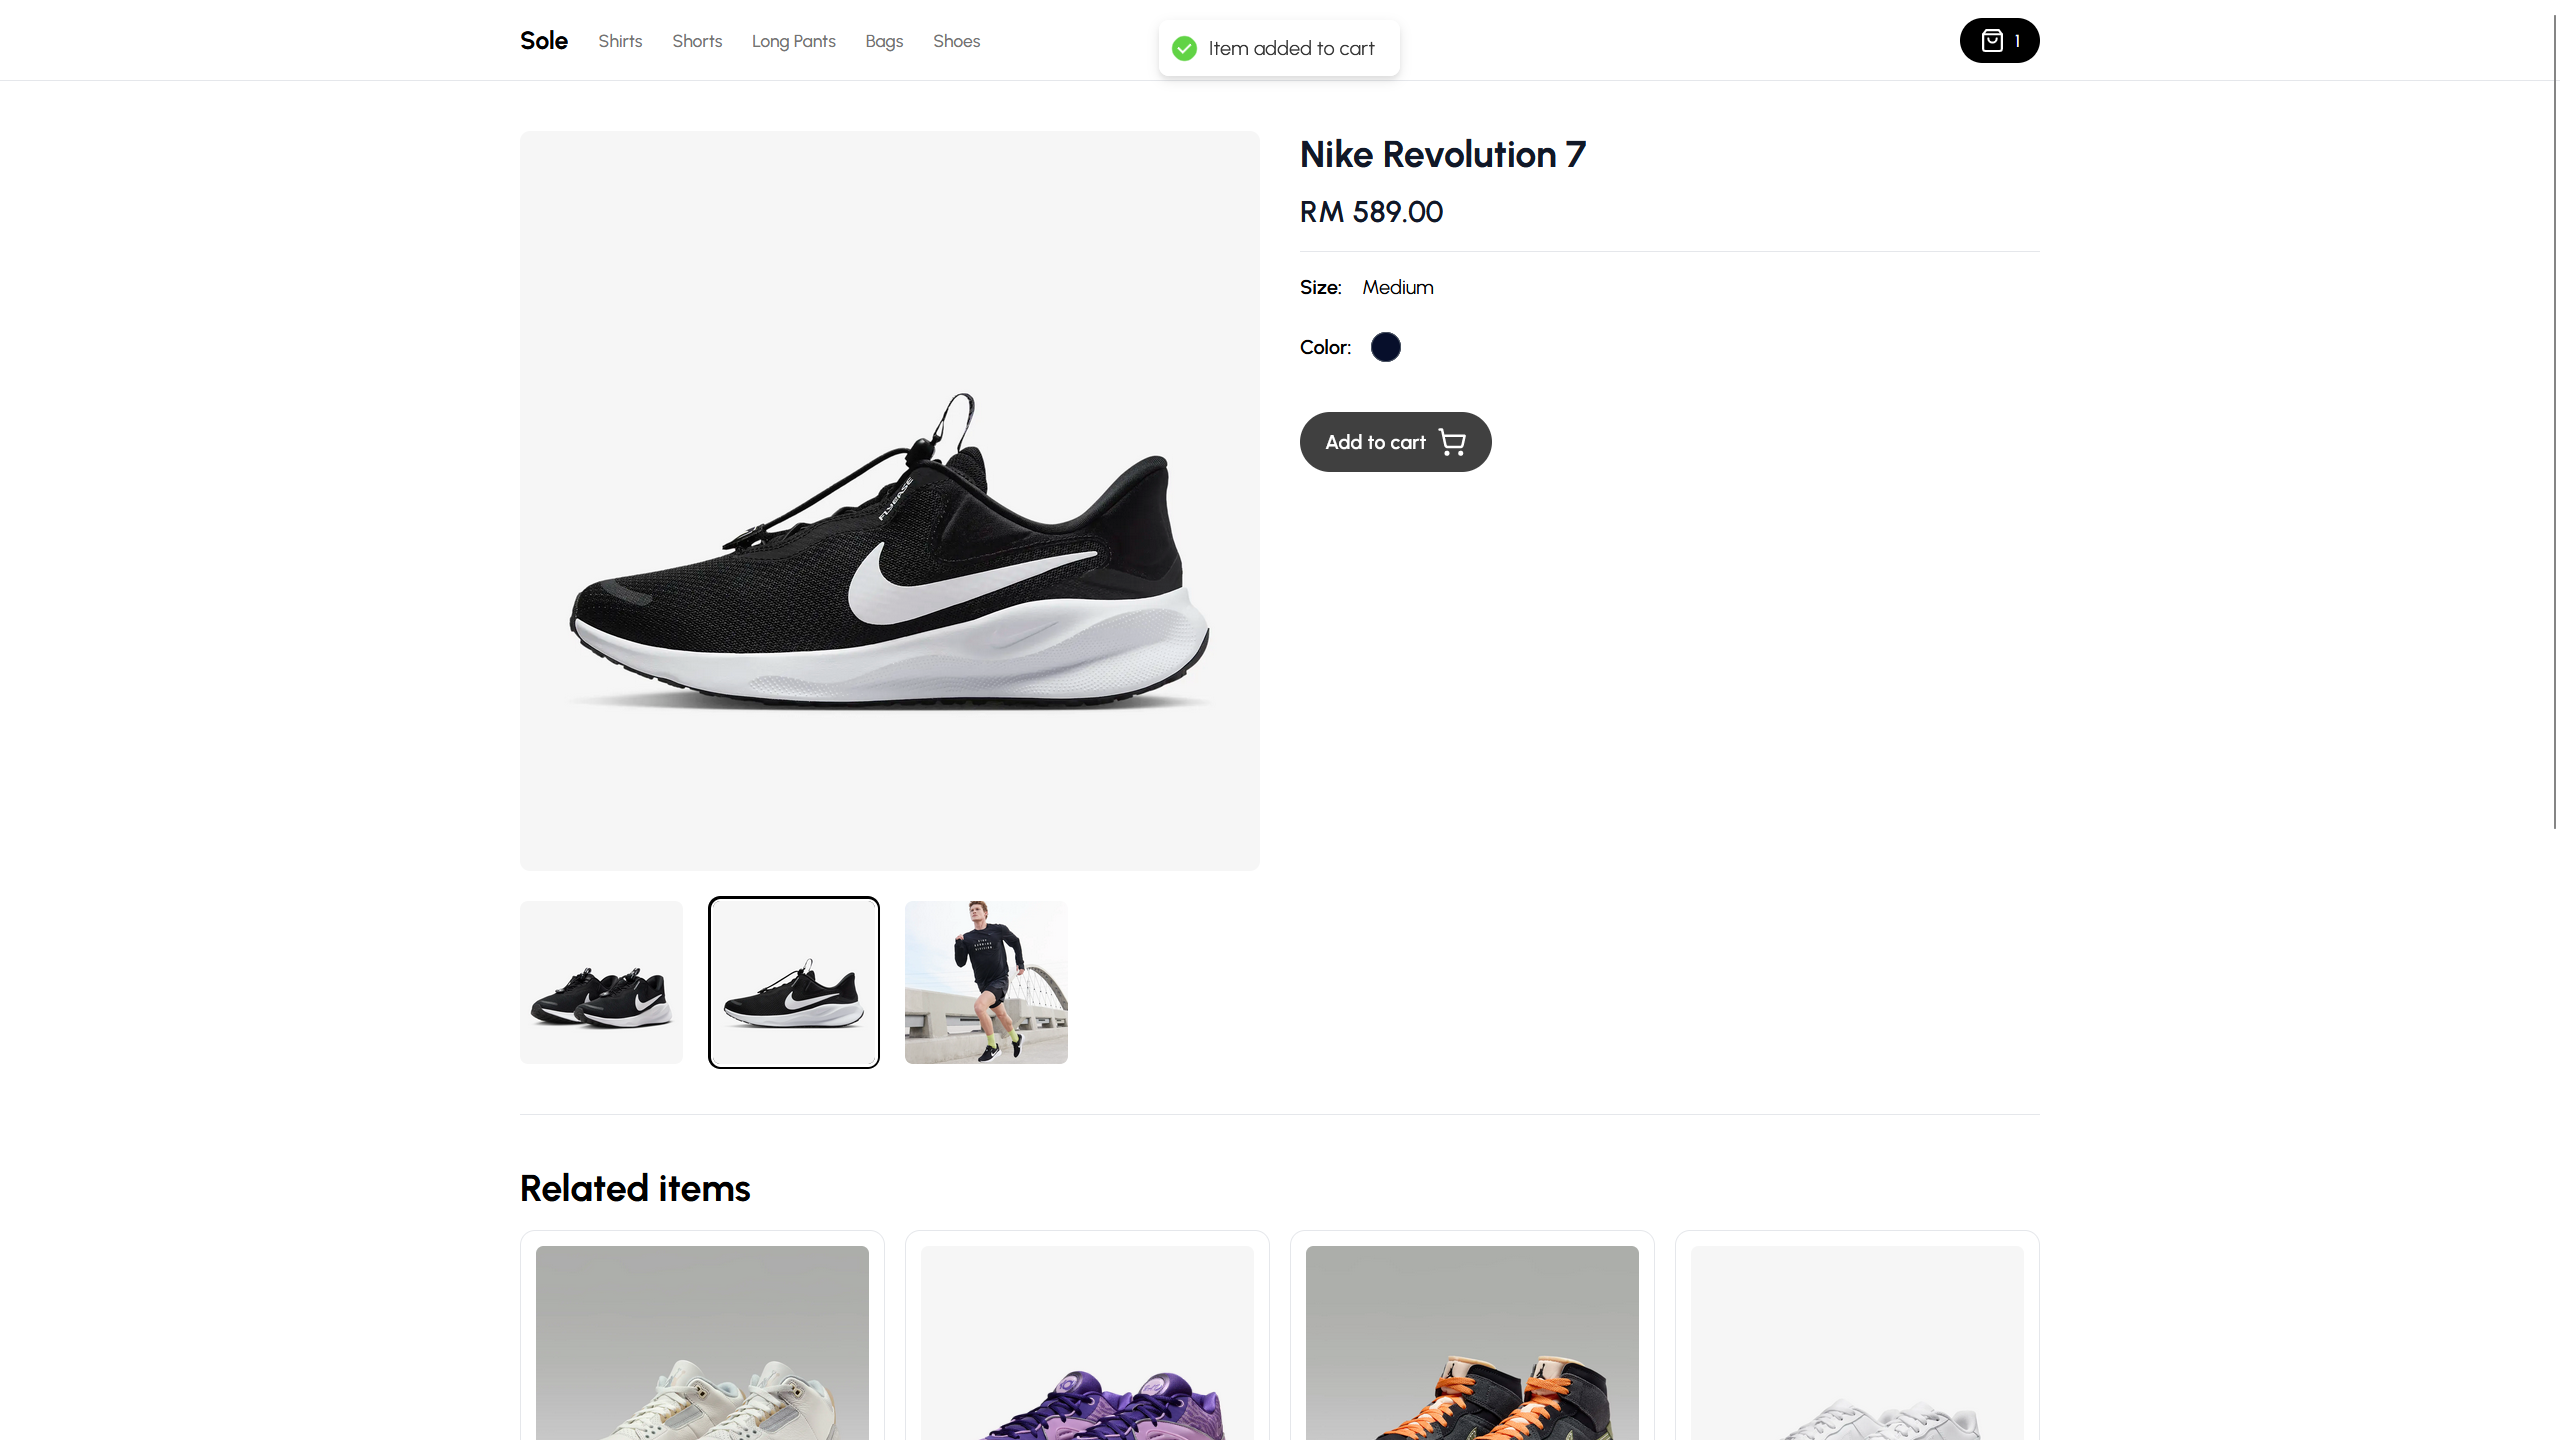 Sole Shirts Shorts Long Pants Bags Shoes
Item added to cart
1
Nike Revolution 7
RM 589.00
Size: Medium
Color:
Add to cart
FLYEASE
Related items